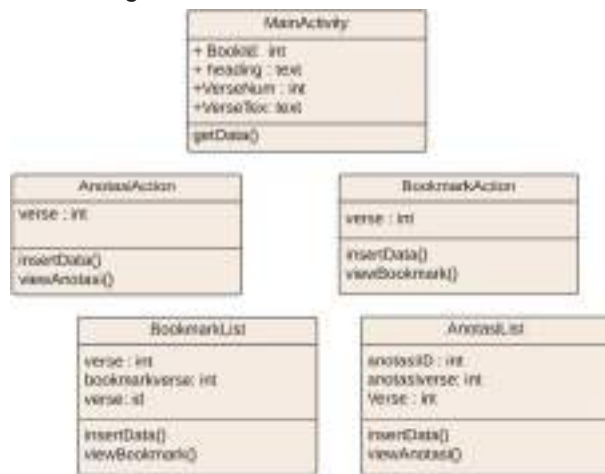 MainActivity
+ BookId: int
+ heading : text
+VerseNum : int
+VerseTex: text
getData()
AnotasiAction
verse : int
insertData()
viewAnotasi()
BookmarkAction
verse : int
insertData()
viewBookmark()
BookmarkList
verse : int
bookmarkverse: int
verse: id
insertData()
viewBookmark()
AnotasiList
anotasiID : int
anotasiverse: int
Verse : int
insertData()
viewAnotasi()